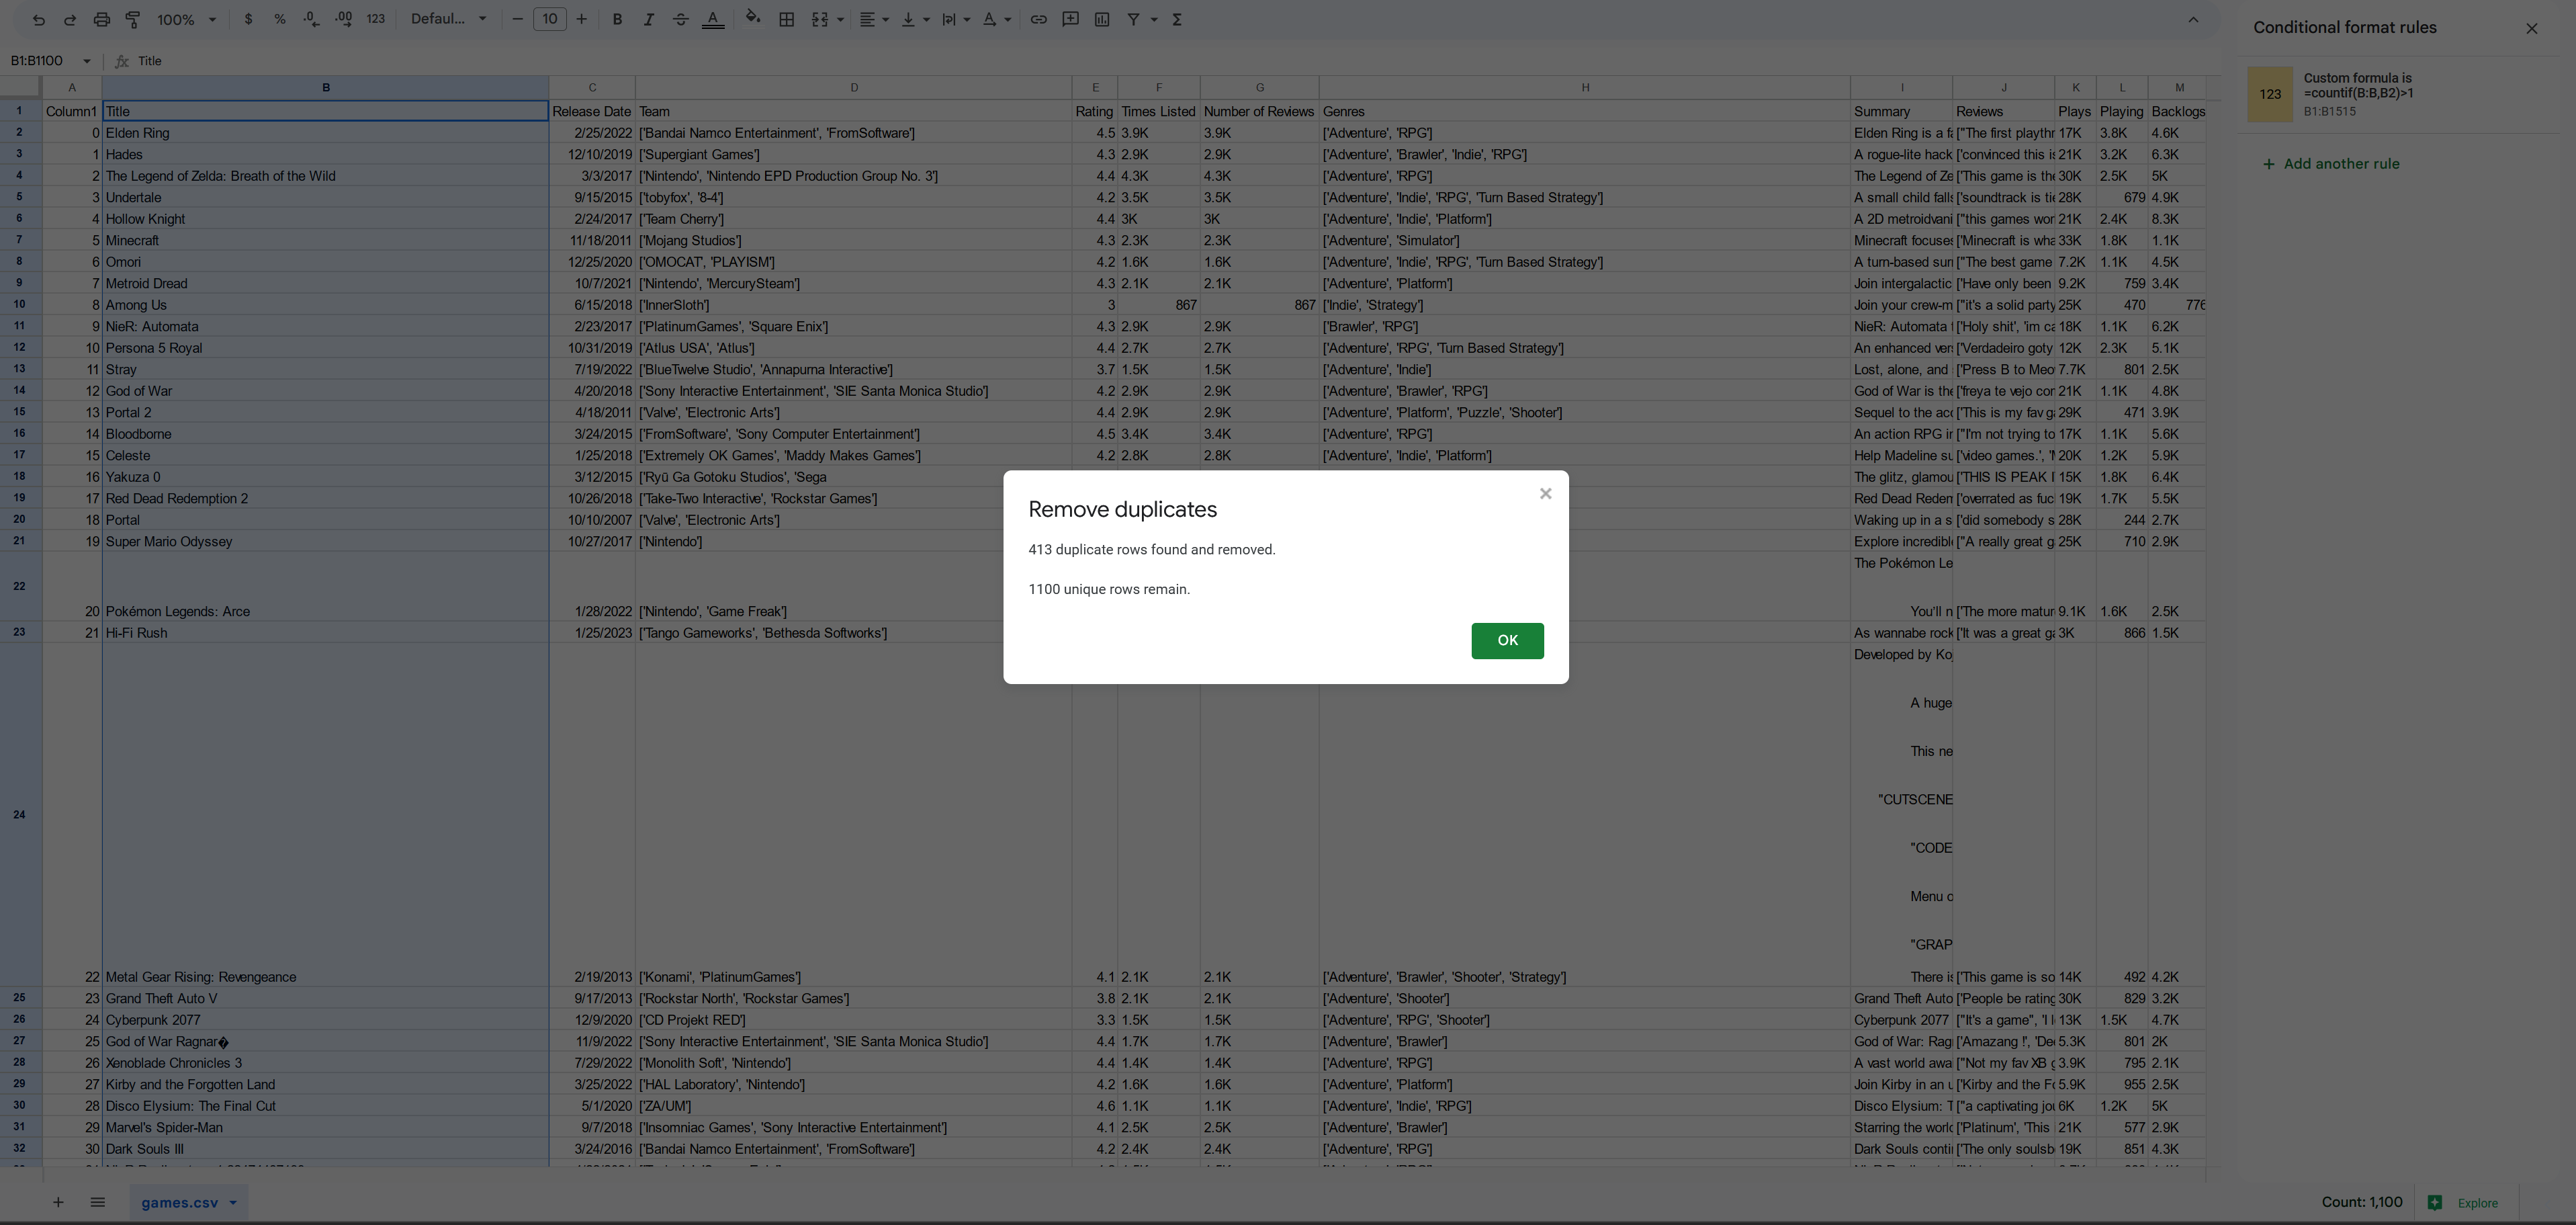 100% $ % .0 .00 123 Defaul... 10 B I A Σ
Conditional format rules
B1:B1100 fx Title
Custom formula is
=countif(B:B,B2)>1
123
B1:B1515
Add another rule
A B C D E F G H I J K L M
1 Column1 Title Release Date Team Rating Times Listed Number of Reviews Genres Summary Reviews Plays Playing Backlogs
2 0 Elden Ring 2/25/2022 ['Bandai Namco Entertainment', 'FromSoftware'] 4.5 3.9K 3.9K ['Adventure', 'RPG'] Elden Ring is a fa ["The first playthr 17K 3.8K 4.6K
3 1 Hades 12/10/2019 ['Supergiant Games'] 4.3 2.9K 2.9K ['Adventure', 'Brawler', 'Indie', 'RPG'] A rogue-lite hack ['convinced this is 21K 3.2K 6.3K
4 2 The Legend of Zelda: Breath of the Wild 3/3/2017 ['Nintendo', 'Nintendo EPD Production Group No. 3'] 4.4 4.3K 4.3K ['Adventure', 'RPG'] The Legend of Ze ['This game is the 30K 2.5K 5K
5 3 Undertale 9/15/2015 ['tobyfox', '8-4'] 4.2 3.5K 3.5K ['Adventure', 'Indie', 'RPG', 'Turn Based Strategy'] A small child falls ['soundtrack is tie 28K 679 4.9K
6 4 Hollow Knight 2/24/2017 ['Team Cherry'] 4.4 3K 3K ['Adventure', 'Indie', 'Platform'] A 2D metroidvani ["this games wor 21K 2.4K 8.3K
7 5 Minecraft 11/18/2011 ['Mojang Studios'] 4.3 2.3K 2.3K ['Adventure', 'Simulator'] Minecraft focuses ['Minecraft is wha 33K 1.8K 1.1K
8 6 Omori 12/25/2020 ['OMOCAT', 'PLAYISM'] 4.2 1.6K 1.6K ['Adventure', 'Indie', 'RPG', 'Turn Based Strategy'] A turn-based surr ["The best game 7.2K 1.1K 4.5K
9 7 Metroid Dread 10/7/2021 ['Nintendo', 'MercurySteam'] 4.3 2.1K 2.1K ['Adventure', 'Platform'] Join intergalactic ['Have only been 9.2K 759 3.4K
10 8 Among Us 6/15/2018 ['InnerSloth'] 3 867 867 ['Indie', 'Strategy'] Join your crew-m ["it's a solid party 25K 470 776
11 9 NieR: Automata 2/23/2017 ['PlatinumGames', 'Square Enix'] 4.3 2.9K 2.9K ['Brawler', 'RPG'] NieR: Automata t ['Holy shit', 'im ca 18K 1.1K 6.2K
12 10 Persona 5 Royal 10/31/2019 ['Atlus USA', 'Atlus'] 4.4 2.7K 2.7K ['Adventure', 'RPG', 'Turn Based Strategy'] An enhanced vers ['Verdadeiro goty 12K 2.3K 5.1K
13 11 Stray 7/19/2022 ['BlueTwelve Studio', 'Annapurna Interactive'] 3.7 1.5K 1.5K ['Adventure', 'Indie'] Lost, alone, and ['Press B to Meo 7.7K 801 2.5K
14 12 God of War 4/20/2018 ['Sony Interactive Entertainment', 'SIE Santa Monica Studio'] 4.2 2.9K 2.9K ['Adventure', 'Brawler', 'RPG'] God of War is the ['freya te vejo cor 21K 1.1K 4.8K
15 13 Portal 2 4/18/2011 ['Valve', 'Electronic Arts'] 4.4 2.9K 2.9K ['Adventure', 'Platform', 'Puzzle', 'Shooter'] Sequel to the acc ['This is my fav ga 29K 471 3.9K
16 14 Bloodborne 3/24/2015 ['FromSoftware', 'Sony Computer Entertainment'] 4.5 3.4K 3.4K ['Adventure', 'RPG'] An action RPG in ["I'm not trying to 17K 1.1K 5.6K
17 15 Celeste 1/25/2018 ['Extremely OK Games', 'Maddy Makes Games'] 4.2 2.8K 2.8K ['Adventure', 'Indie', 'Platform'] Help Madeline su ['video games.', 20K 1.2K 5.9K
18 16 Yakuza 0 3/12/2015 ['Ryū Ga Gotoku Studios', 'Sega The glitz, glamou ['THIS IS PEAK 15K 1.8K 6.4K
19 17 Red Dead Redemption 2 10/26/2018 ['Take-Two Interactive', 'Rockstar Games'] Red Dead Redem ['overrated as fuc 19K 1.7K 5.5K
20 18 Portal 10/10/2007 ['Valve', 'Electronic Arts'] Waking up in a s ['did somebody s 28K 244 2.7K
21 19 Super Mario Odyssey 10/27/2017 ['Nintendo'] Explore incredible ["A really great g 25K 710 2.9K
Remove duplicates
413 duplicate rows found and removed.
1100 unique rows remain.
OK
The Pokémon Le
22 20 Pokémon Legends: Arce 1/28/2022 ['Nintendo', 'Game Freak'] You'll n ['The more matur 9.1K 1.6K 2.5K
23 21 Hi-Fi Rush 1/25/2023 ['Tango Gameworks', 'Bethesda Softworks'] As wannabe rock ['It was a great ga 3K 866 1.5K
Developed by Ko
A huge
This ne
"CUTSCENE
"CODE
Menu o
"GRAP
24 22 Metal Gear Rising: Revengeance 2/19/2013 ['Konami', 'PlatinumGames'] 4.1 2.1K 2.1K ['Adventure', 'Brawler', 'Shooter', 'Strategy'] There is ['This game is so 14K 492 4.2K
25 23 Grand Theft Auto V 9/17/2013 ['Rockstar North', 'Rockstar Games'] 3.8 2.1K 2.1K ['Adventure', 'Shooter'] Grand Theft Auto ['People be rating 30K 829 3.2K
26 24 Cyberpunk 2077 12/9/2020 ['CD Projekt RED'] 3.3 1.5K 1.5K ['Adventure', 'RPG', 'Shooter'] Cyberpunk 2077 ["It's a game", 13K 1.5K 4.7K
27 25 God of War Ragnar� 11/9/2022 ['Sony Interactive Entertainment', 'SIE Santa Monica Studio'] 4.4 1.7K 1.7K ['Adventure', 'Brawler'] God of War: Rag ['Amazang !', 'De 5.3K 801 2K
28 26 Xenoblade Chronicles 3 7/29/2022 ['Monolith Soft', 'Nintendo'] 4.4 1.4K 1.4K ['Adventure', 'RPG'] A vast world awa ["Not my fav XB g 3.9K 795 2.1K
29 27 Kirby and the Forgotten Land 3/25/2022 ['HAL Laboratory', 'Nintendo'] 4.2 1.6K 1.6K ['Adventure', 'Platform'] Join Kirby in an u ['Kirby and the Fo 5.9K 955 2.5K
30 28 Disco Elysium: The Final Cut 5/1/2020 ['ZA/UM'] 4.6 1.1K 1.1K ['Adventure', 'Indie', 'RPG'] Disco Elysium: T ["a captivating jou 6K 1.2K 5K
31 29 Marvel's Spider-Man 9/7/2018 ['Insomniac Games', 'Sony Interactive Entertainment'] 4.1 2.5K 2.5K ['Adventure', 'Brawler'] Starring the world ['Platinum', 'This 21K 577 2.9K
32 30 Dark Souls III 3/24/2016 ['Bandai Namco Entertainment', 'FromSoftware'] 4.2 2.4K 2.4K ['Adventure', 'RPG'] Dark Souls conti ['The only soulsb 19K 851 4.3K
games.csv
Count: 1,100
Explore